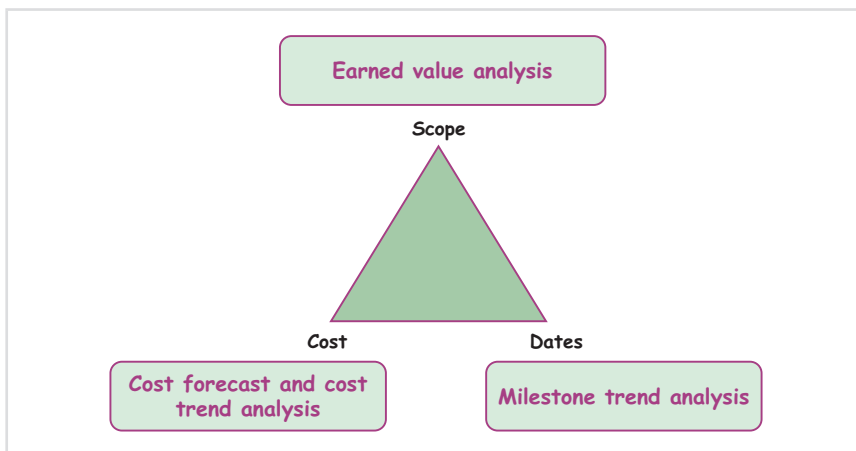 Earned value analysis
Scope
Cost
Dates
Cost forecast and cost
trend analysis
Milestone trend analysis